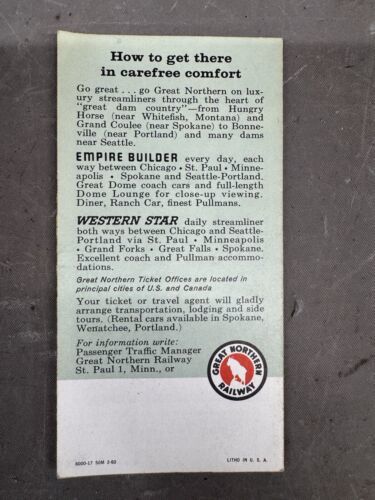 How to get there
in carefree comfort
Go great . . . go Great Northern on lux-
ury streamliners through the heart of
"great dam country"—from Hungry
Horse (near Whitefish, Montana) and
Grand Coulee (near Spokane) to Bonne-
ville (near Portland) and many dams
near Seattle.
EMPIRE BUILDER every day, each
way between Chicago • St. Paul • Minne-
apolis • Spokane and Seattle-Portland.
Great Dome coach cars and full-length
Dome Lounge for close-up viewing.
Diner, Ranch Car, finest Pullmans.
WESTERN STAR daily streamliner
both ways between Chicago and Seattle-
Portland via St. Paul • Minneapolis
• Grand Forks • Great Falls • Spokane.
Excellent coach and Pullman accommo-
dations.
Great Northern Ticket Offices are located in
principal cities of U.S. and Canada
Your ticket or travel agent will gladly
arrange transportation, lodging and side
tours. (Rental cars available in Spokane,
Wenatchee, Portland.)
For information write:
Passenger Traffic Manager
Great Northern Railway
St. Paul 1, Minn., or
GREAT NORTHERN
RAILWAY
6000-17 50M 2-60
LITHO IN U. S. A.